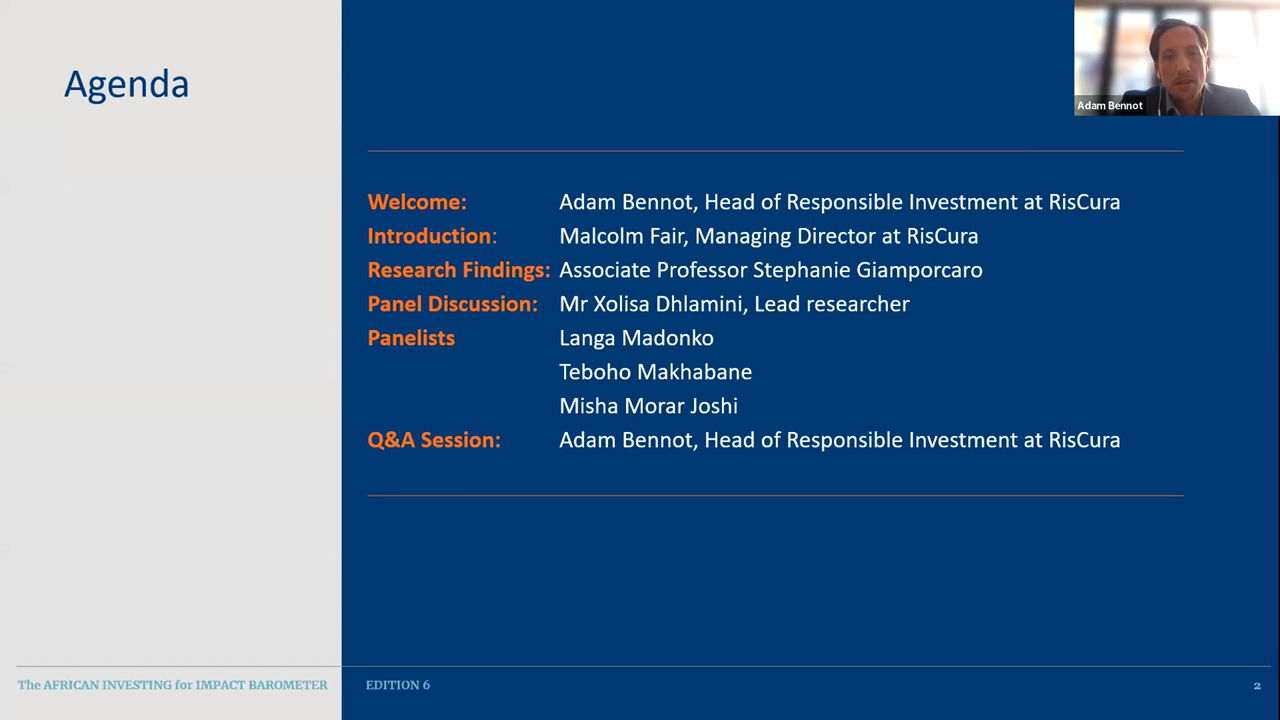 Agenda
Adam Bennot
Welcome: Adam Bennot, Head of Responsible Investment at RisCura
Introduction: Malcolm Fair, Managing Director at RisCura
Research Findings: Associate Professor Stephanie Giamporcaro
Panel Discussion: Mr Xolisa Dhlamini, Lead researcher
Panelists Langa Madonko
Teboho Makhabane
Misha Morar Joshi
Q&A Session: Adam Bennot, Head of Responsible Investment at RisCura
The AFRICAN INVESTING for IMPACT BAROMETER EDITION 6 2